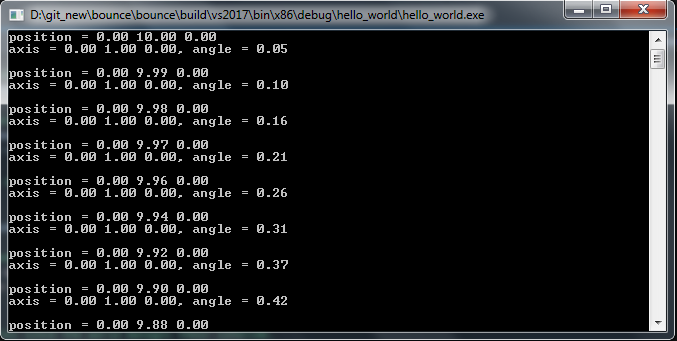 D:\git_new\bounce\bounce\build\vs2017\bin\x86\debug\hello_world\hello_world.exe
position = 0.00 10.00 0.00
axis = 0.00 1.00 0.00, angle = 0.05
position = 0.00 9.99 0.00
axis = 0.00 1.00 0.00, angle = 0.10
position = 0.00 9.98 0.00
axis = 0.00 1.00 0.00, angle = 0.16
position = 0.00 9.97 0.00
axis = 0.00 1.00 0.00, angle = 0.21
position = 0.00 9.96 0.00
axis = 0.00 1.00 0.00, angle = 0.26
position = 0.00 9.94 0.00
axis = 0.00 1.00 0.00, angle = 0.31
position = 0.00 9.92 0.00
axis = 0.00 1.00 0.00, angle = 0.37
position = 0.00 9.90 0.00
axis = 0.00 1.00 0.00, angle = 0.42
position = 0.00 9.88 0.00